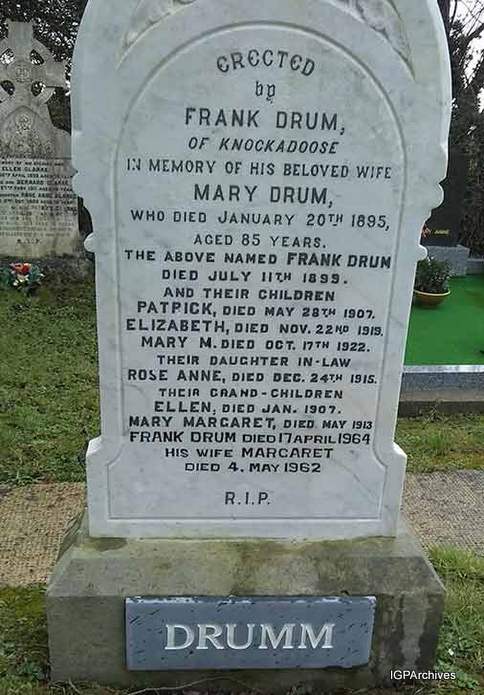 ERECTED
by
FRANK DRUM,
OF KNOCKADOOSE
IN MEMORY OF HIS BELOVED WIFE
MARY DRUM,
WHO DIED JANUARY 20TH 1895,
AGED 85 YEARS.
THE ABOVE NAMED FRANK DRUM
DIED JULY 11TH 1899.
AND THEIR CHILDREN
PATRICK, DIED MAY 28TH 1907.
ELIZABETH, DIED NOV. 22ND 1919.
MARY M. DIED OCT. 17TH 1922.
THEIR DAUGHTER IN-LAW
ROSE ANNE, DIED DEC. 24TH 1915.
THEIR GRAND-CHILDREN
ELLEN, DIED JAN. 1907.
MARY MARGARET, DIED MAY 1913
FRANK DRUM DIED 17 APRIL 1964
HIS WIFE MARGARET
DIED 4. MAY 1962
R.I.P.
DRUMM
ELLEN CLARKE
R.I.P.
IGPArchives